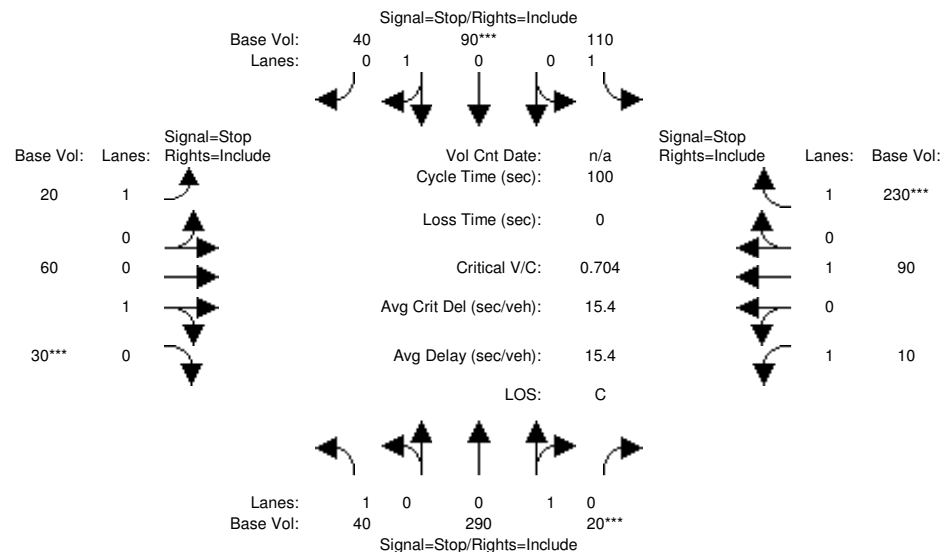 Signal=Stop/Rights=Include
Base Vol: 40 90*** 110
Lanes: 0 1 0 0 1
Signal=Stop
Base Vol: Lanes: Rights=Include
20 1
0
60 0
1
30*** 0
Vol Cnt Date: n/a
Cycle Time (sec): 100
Loss Time (sec): 0
Critical V/C: 0.704
Avg Crit Del (sec/veh): 15.4
Avg Delay (sec/veh): 15.4
LOS: C
Signal=Stop
Rights=Include Lanes: Base Vol:
1 230***
0
1 90
0
1 10
Lanes: 1 0 0 1 0
Base Vol: 40 290 20***
Signal=Stop/Rights=Include